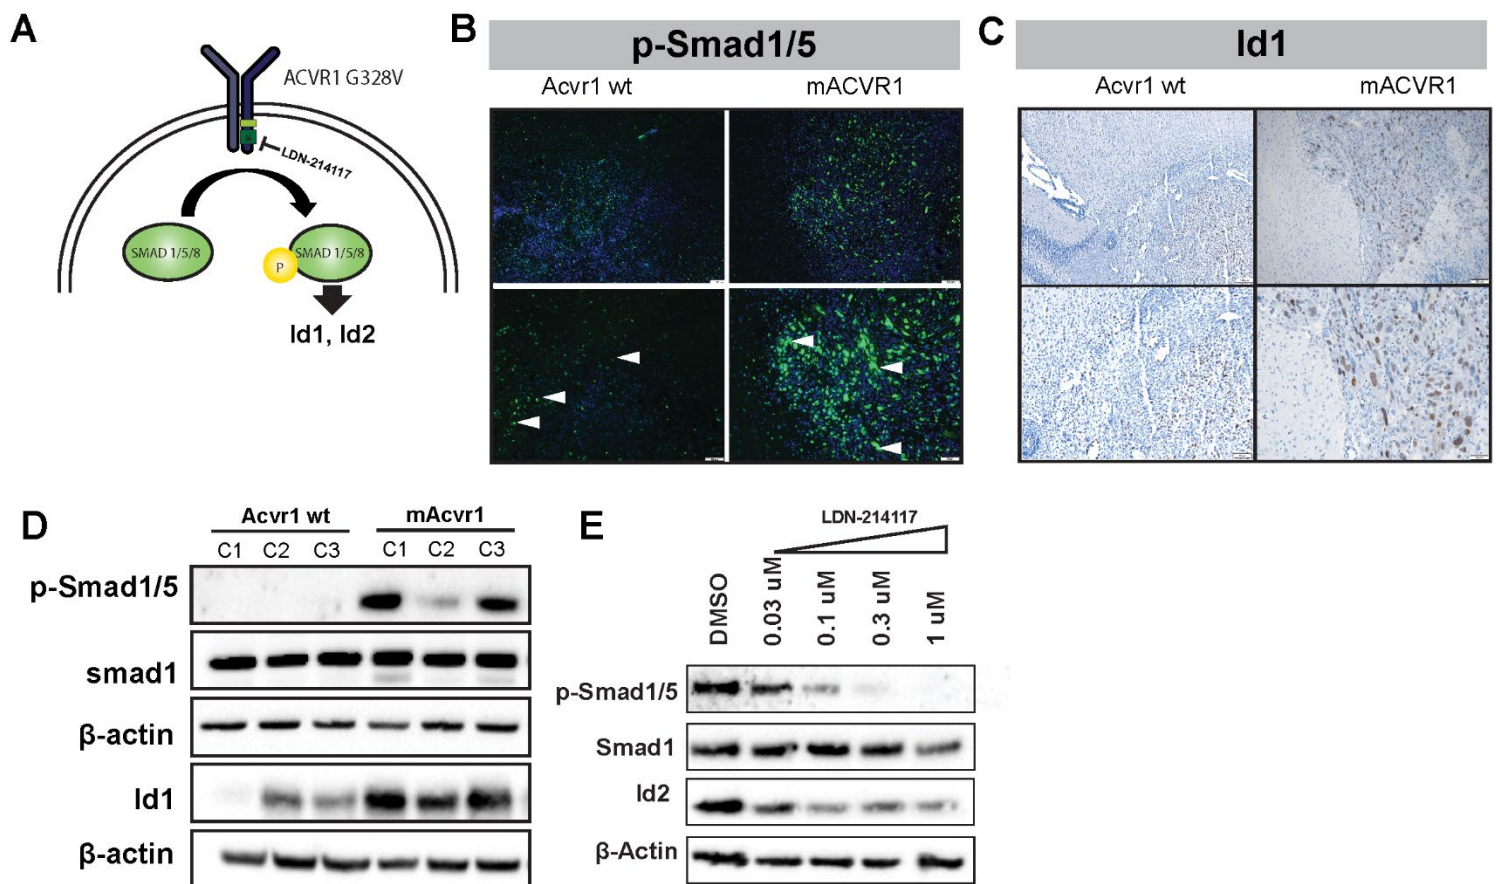 A
ACVR1 G328V
LDN-214117
SMAD 1/5/8
P
SMAD 1/5/8
Id1, Id2
B
p-Smad1/5
Acvr1 wt
mACVR1
C
Id1
Acvr1 wt
mACVR1
D
Acvr1 wt
mAcvr1
C1
C2
C3
C1
C2
C3
p-Smad1/5
smad1
β-actin
Id1
β-actin
E
LDN-214117
DMSO
0.03 uM
0.1 uM
0.3 uM
1 uM
p-Smad1/5
Smad1
Id2
β-Actin